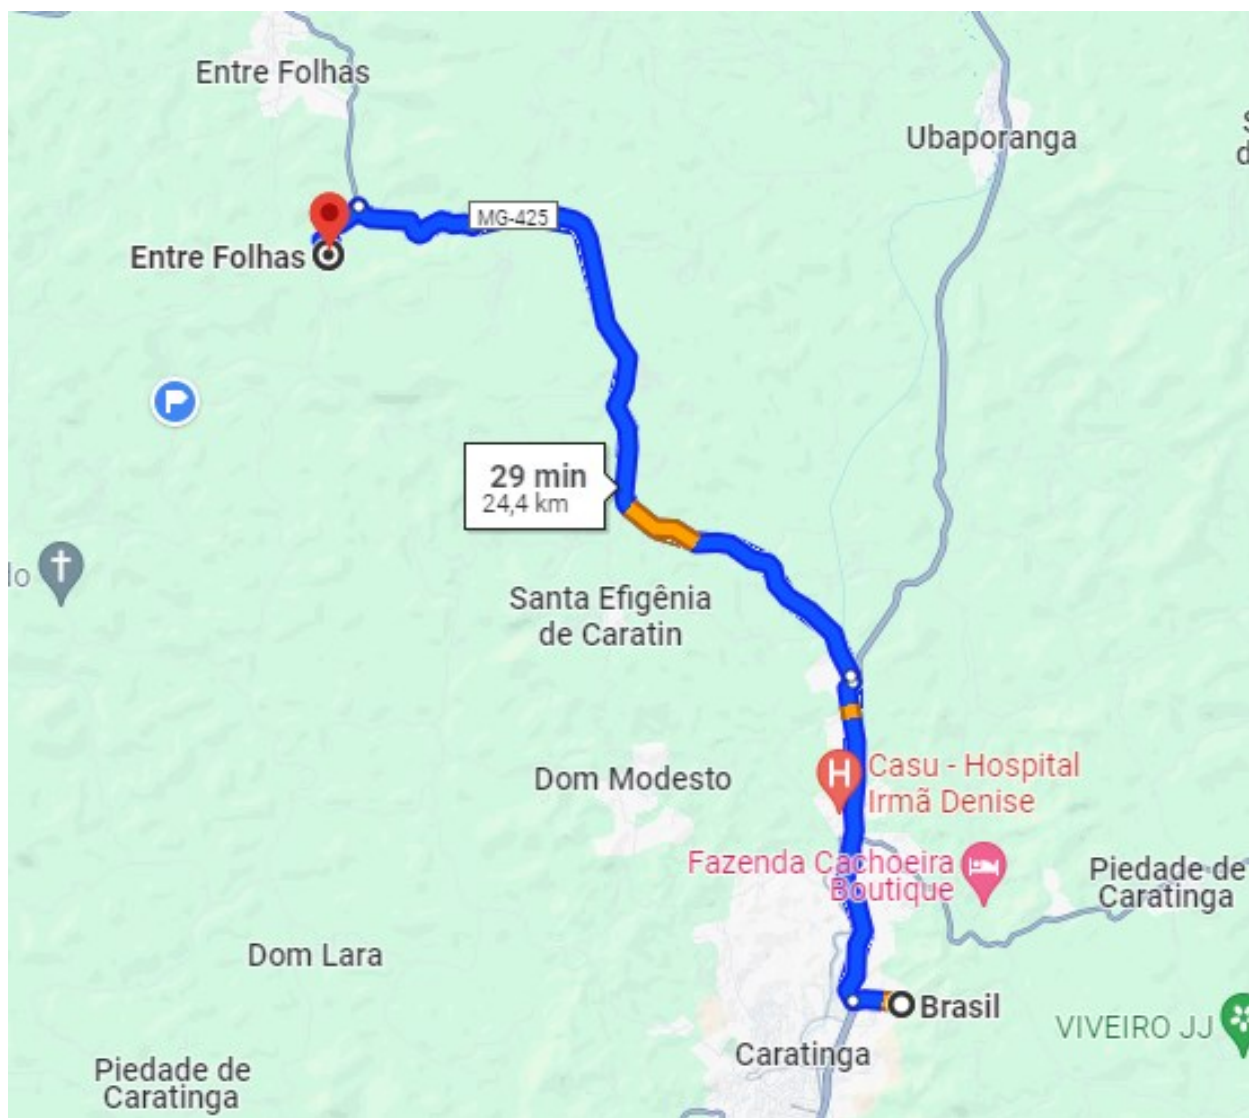 Entre Folhas
Ubaporanga
MG-425
Entre Folhas
29 min
24,4 km
Santa Efigênia
de Caratin
lo
Dom Modesto
H
Casu - Hospital
Irmã Denise
Fazenda Cachoeira
Boutique
Piedade de
Caratinga
Dom Lara
Brasil
VIVEIRO JJ
Caratinga
Piedade de
Caratinga